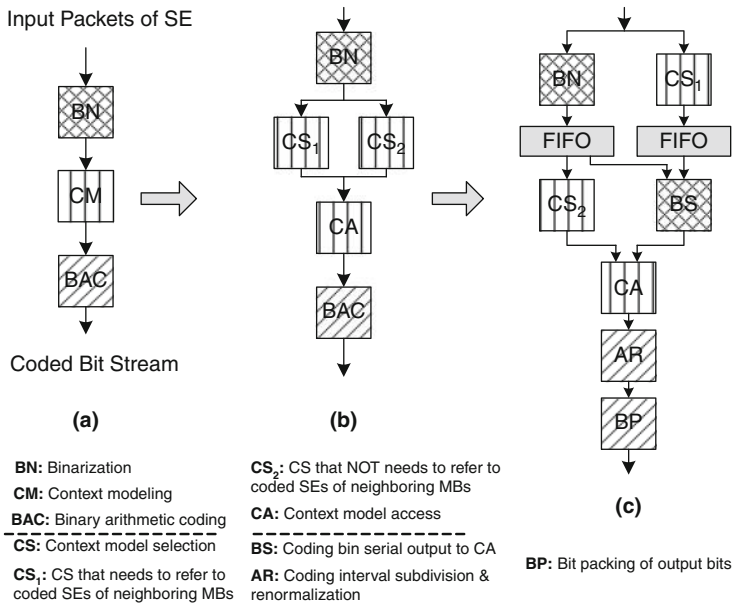 Input Packets of SE
BN
CM
BAC
Coded Bit Stream
(a)
BN
CS1
CS2
CA
BAC
(b)
BN
CS1
FIFO
FIFO
CS2
BS
CA
AR
BP
(c)
BN: Binarization
CM: Context modeling
BAC: Binary arithmetic coding
CS: Context model selection
CS1: CS that needs to refer to
coded SEs of neighboring MBs
CS2: CS that NOT needs to refer to
coded SEs of neighboring MBs
CA: Context model access
BS: Coding bin serial output to CA
AR: Coding interval subdivision &
renormalization
BP: Bit packing of output bits